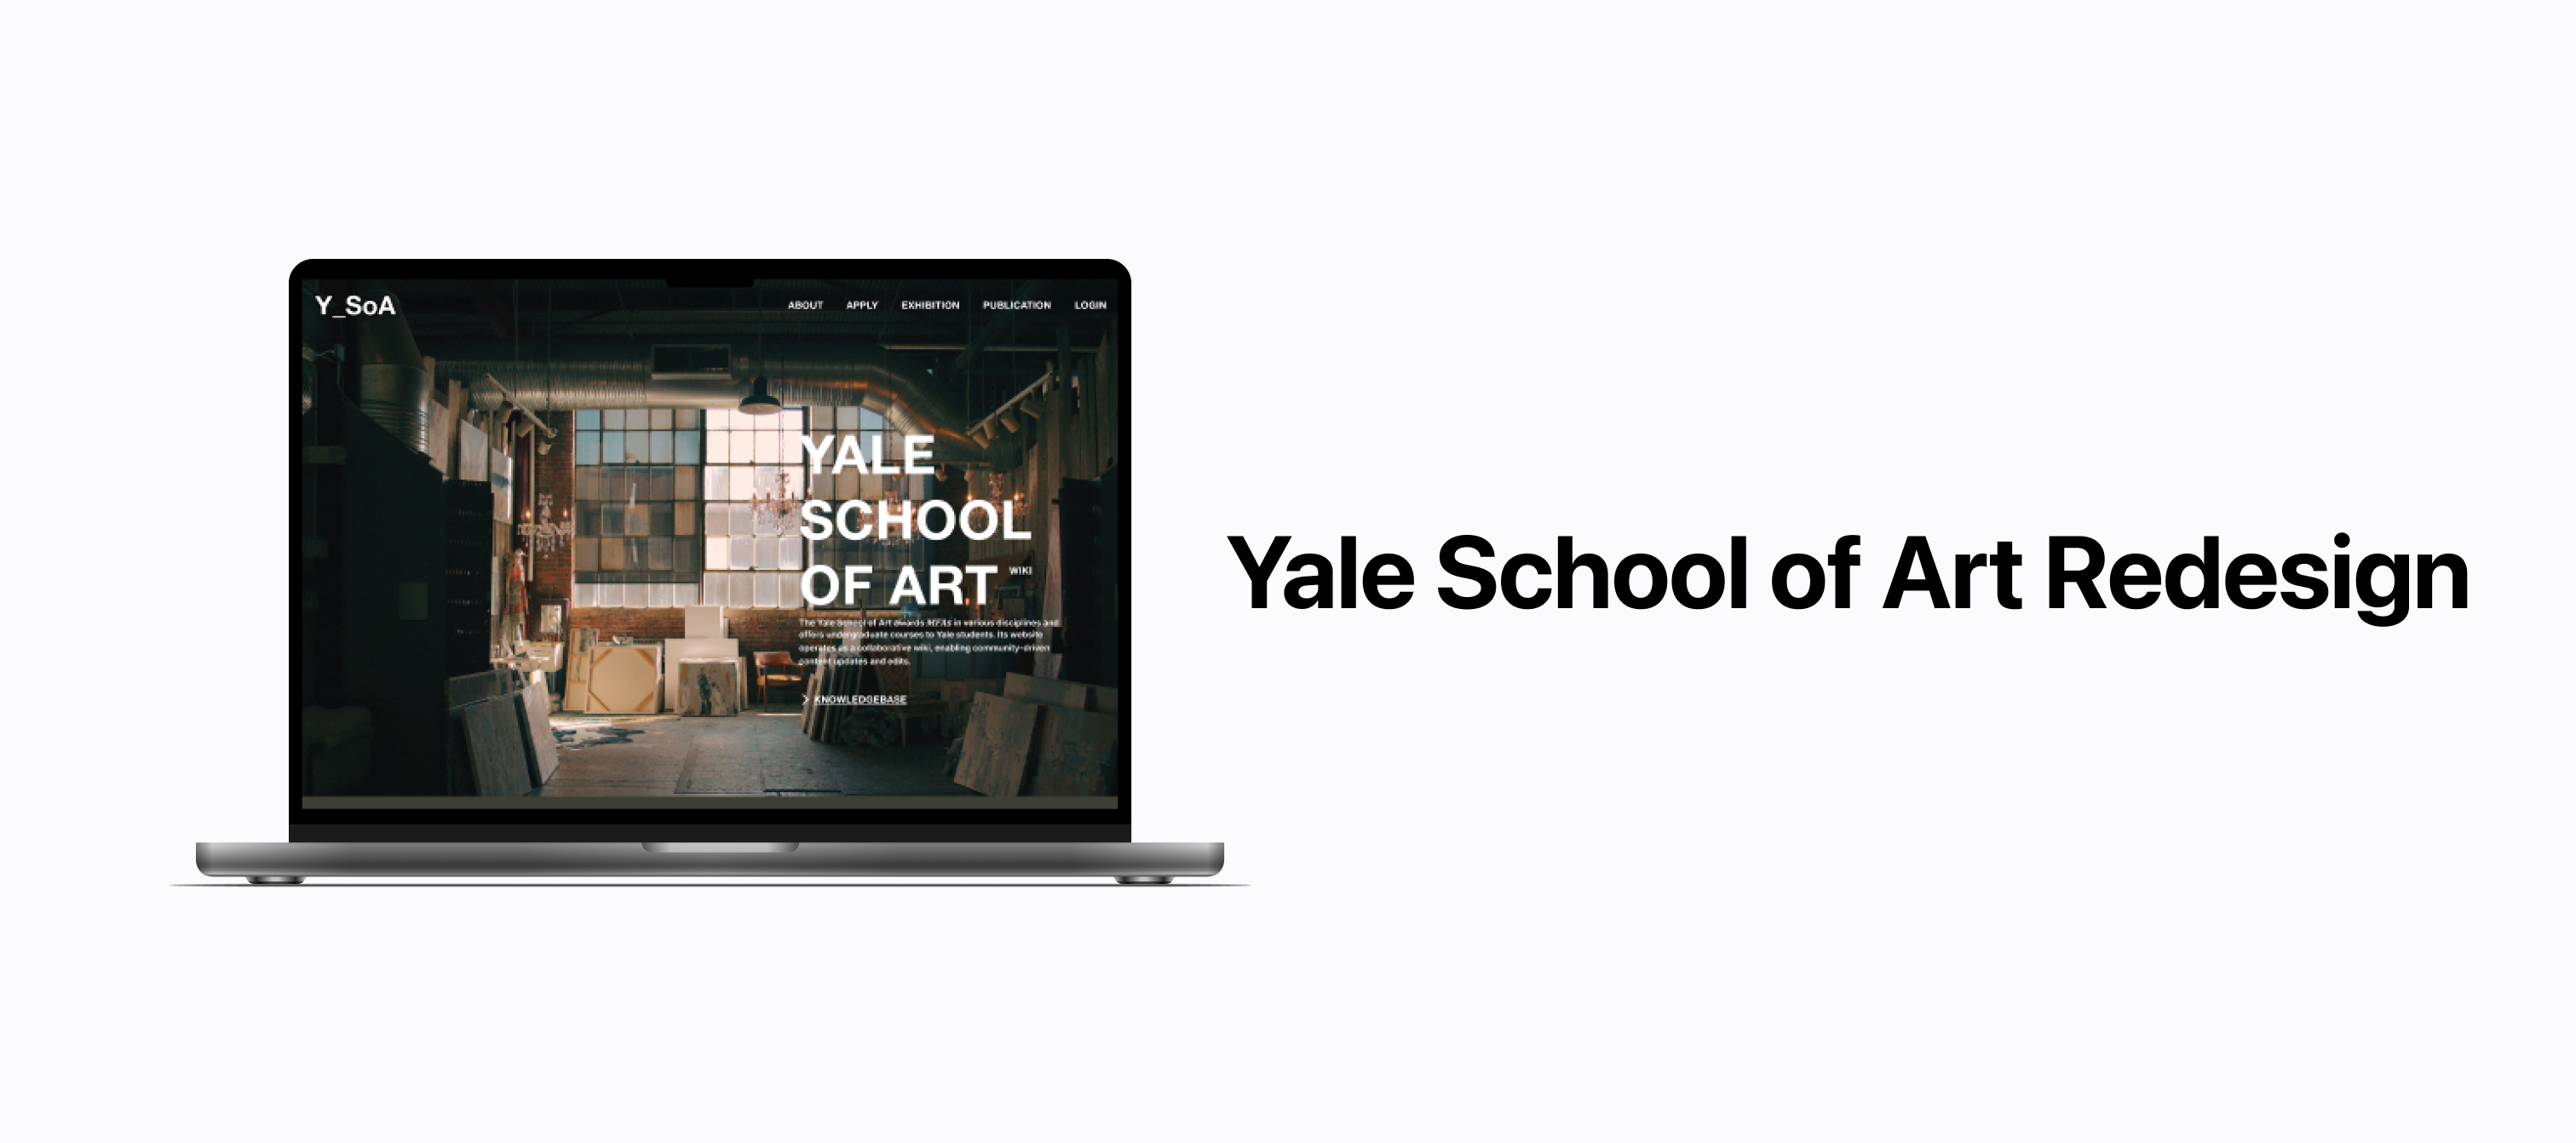 Y_SoA
ABOUT APPLY EXHIBITION PUBLICATION LOGIN
YALE
SCHOOL
OF ART WIKI
The Yale School of Art awards MFAs in various disciplines and
offers undergraduate courses to Yale students. Its website
operates as a collaborative wiki, enabling community-driven
content updates and edits.
KNOWLEDGEBASE
Yale School of Art Redesign